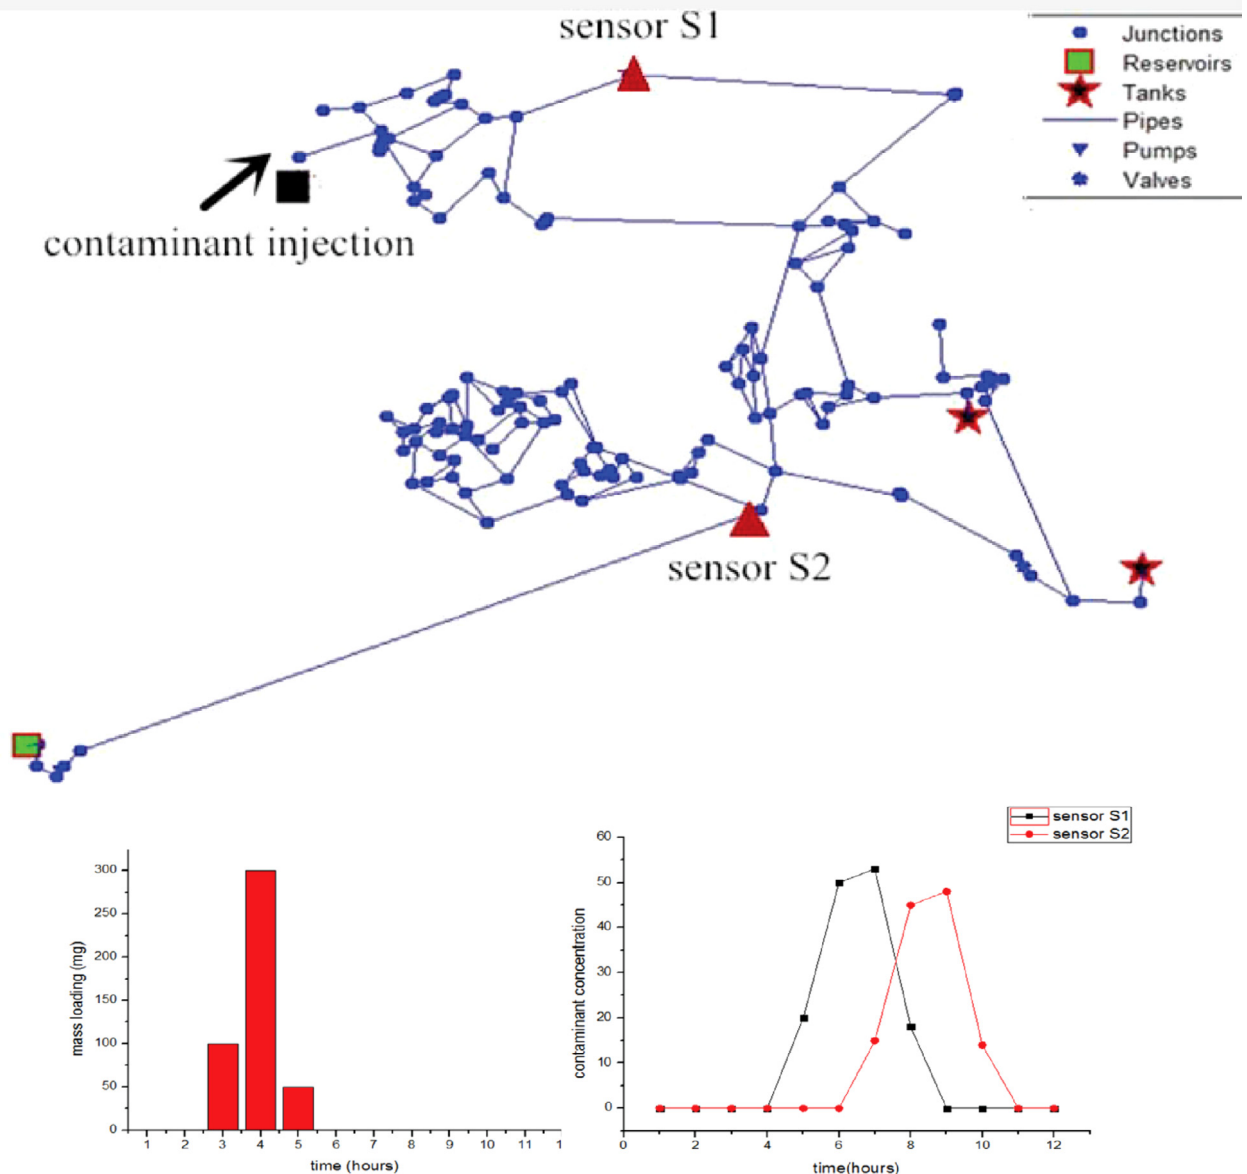 sensor S1
Junctions
Reservoirs
Tanks
Pipes
Pumps
Valves
contaminant injection
sensor S2
300
250
200
150
100
50
0
mass loading (mg)
1 2 3 4 5 6 7 8 9 10 11 1
time (hours)
sensor S1
sensor S2
60
50
40
30
20
10
0
contaminant concentration
0 2 4 6 8 10 12
time(hours)